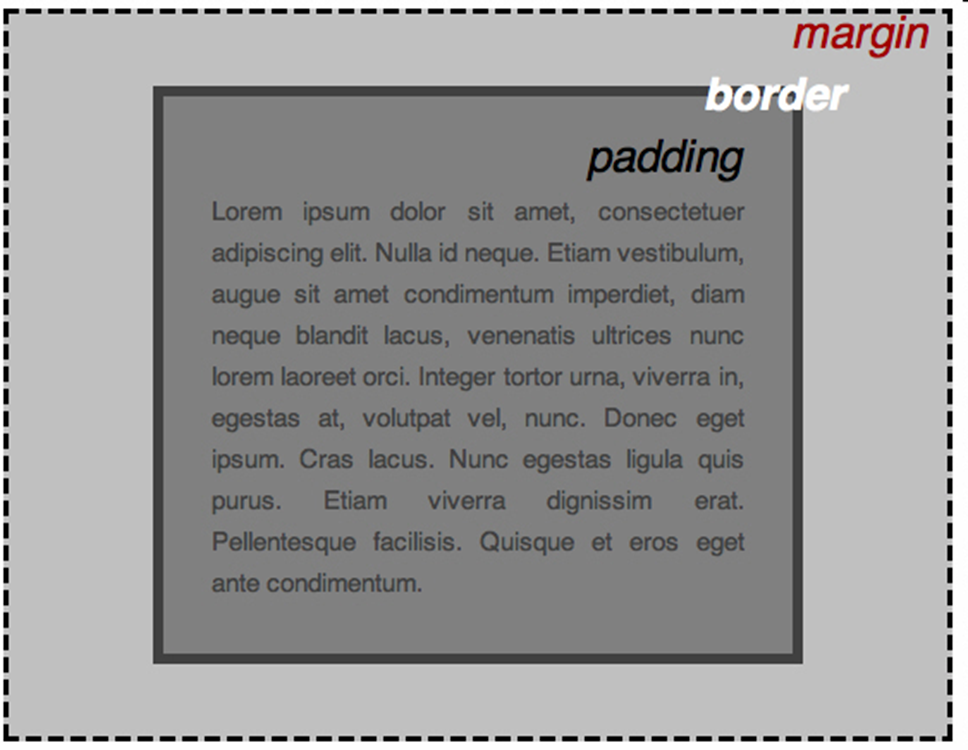 margin
border
padding
Lorem ipsum dolor sit amet, consectetuer
adipiscing elit. Nulla id neque. Etiam vestibulum,
augue sit amet condimentum imperdiet, diam
neque blandit lacus, venenatis ultrices nunc
lorem laoreet orci. Integer tortor urna, viverra in,
egestas at, volutpat vel, nunc. Donec eget
ipsum. Cras lacus. Nunc egestas ligula quis
purus. Etiam viverra dignissim erat.
Pellentesque facilisis. Quisque et eros eget
ante condimentum.